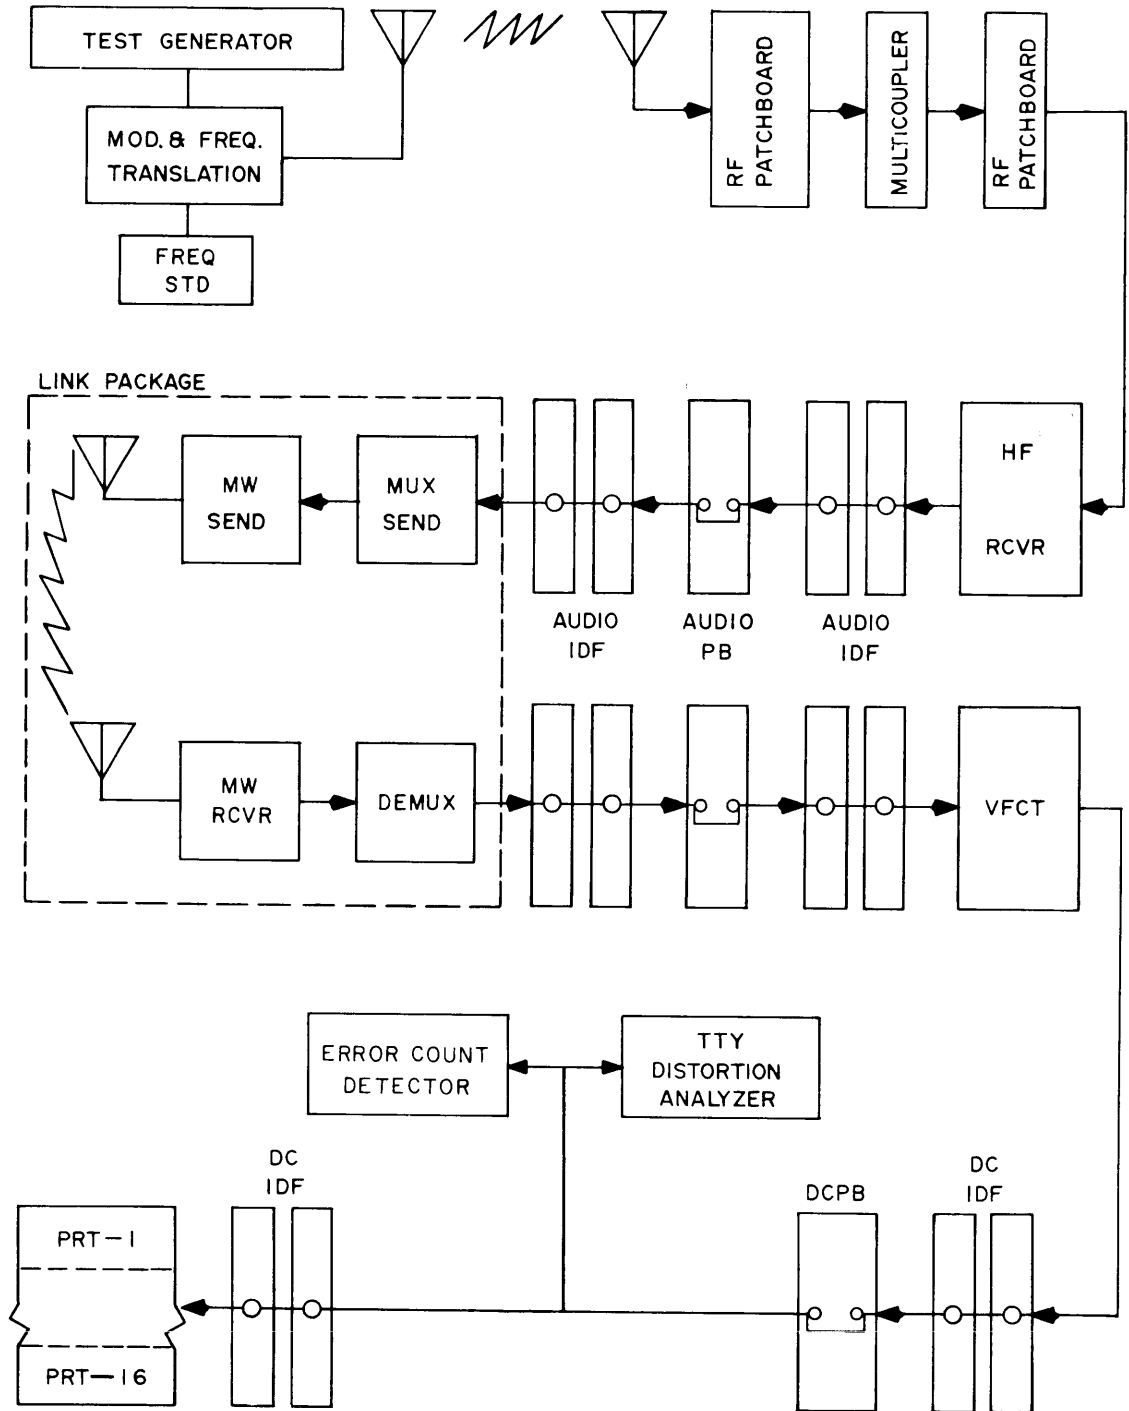 TEST GENERATOR
MOD. & FREQ.
TRANSLATION
FREQ
STD
RF
PATCHBOARD
MULTICOUPLER
RF
PATCHBOARD
LINK PACKAGE
MW
SEND
MUX
SEND
AUDIO
IDF
AUDIO
PB
AUDIO
IDF
HF
RCVR
MW
RCVR
DEMUX
VFCT
ERROR COUNT
DETECTOR
TTY
DISTORTION
ANALYZER
DC
IDF
DCPB
DC
IDF
PRT-1
PRT-16